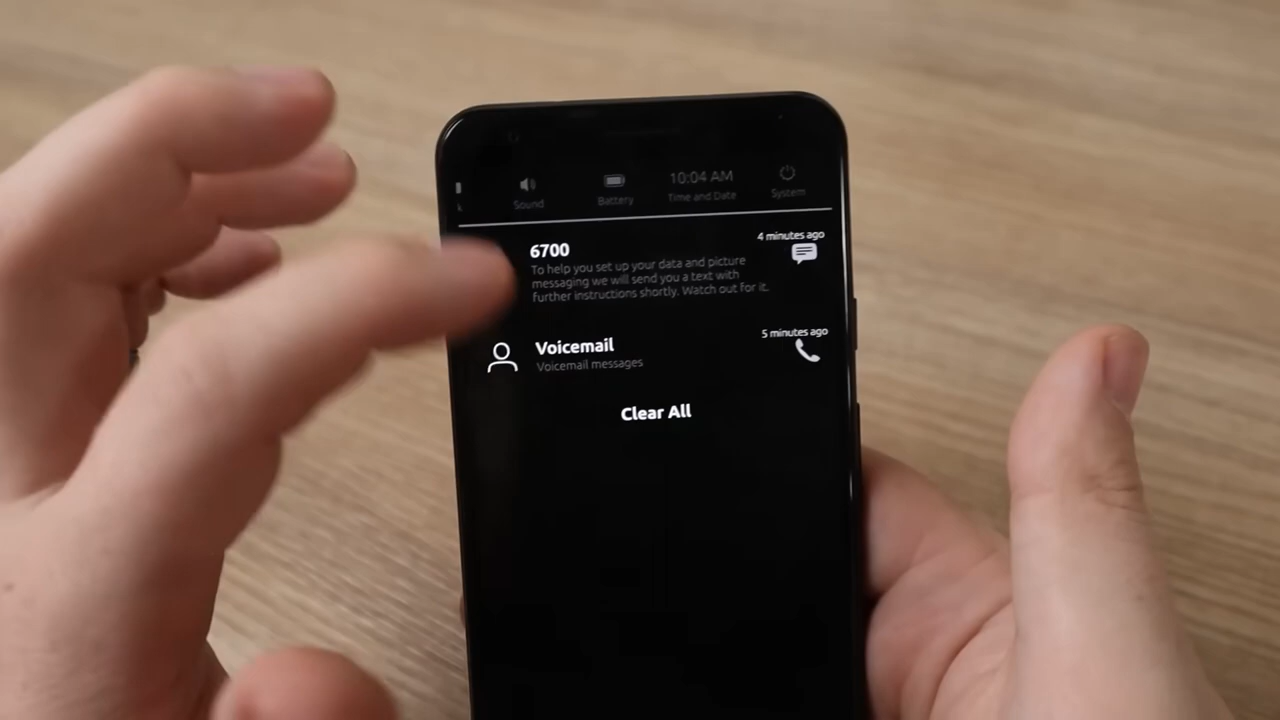 10:04 AM
Sound
Battery
Time and Date
System
6700
4 minutes ago
To help you set up your data and picture
messaging we will send you a text with
further instructions shortly. Watch out for it.
Voicemail
5 minutes ago
Voicemail messages
Clear All